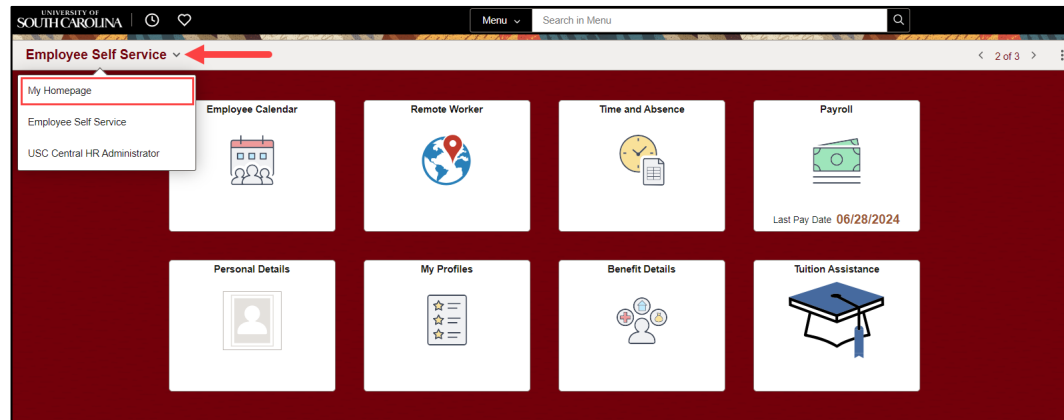 UNIVERSITY OF
SOUTH CAROLINA
Menu
Search in Menu
Employee Self Service
2 of 3
My Homepage
Employee Self Service
USC Central HR Administrator
Employee Calendar
Remote Worker
Time and Absence
Payroll
Last Pay Date 06/28/2024
Personal Details
My Profiles
Benefit Details
Tuition Assistance